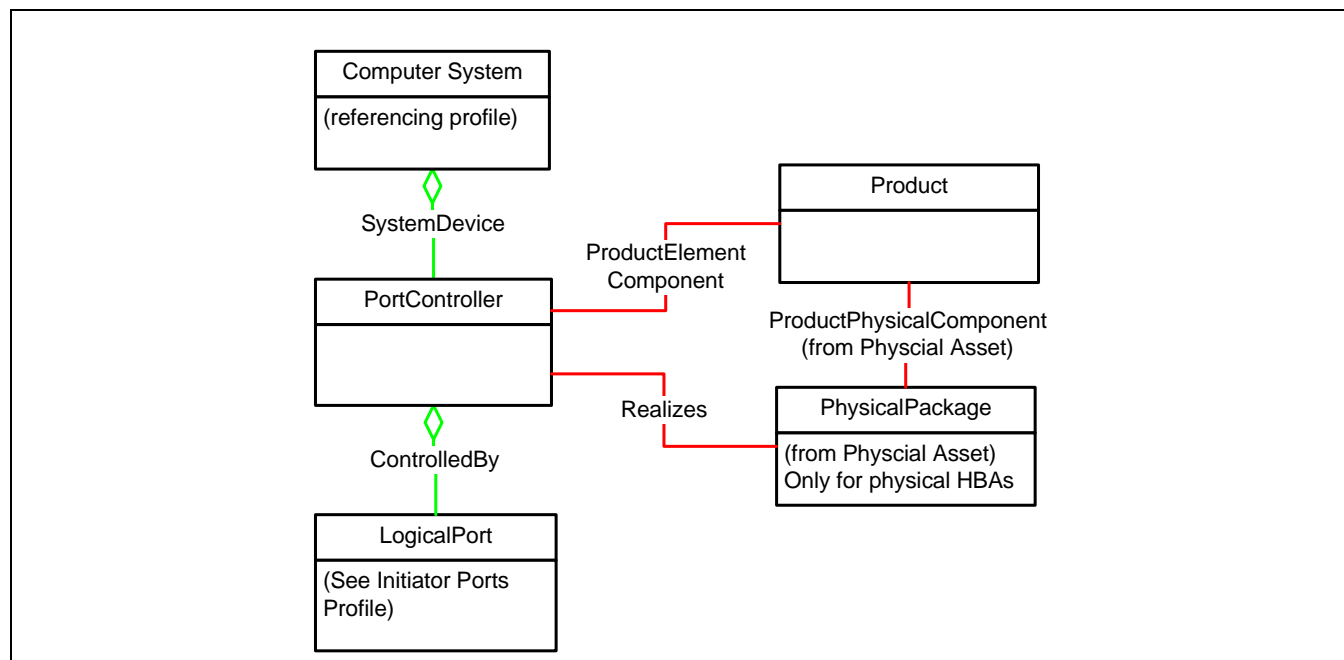 Computer System
(referencing profile)
SystemDevice
Product
ProductElement
Component
PortController
ProductPhysicalComponent
(from Physcial Asset)
Realizes
PhysicalPackage
(from Physcial Asset)
Only for physical HBAs
ControlledBy
LogicalPort
(See Initiator Ports
Profile)